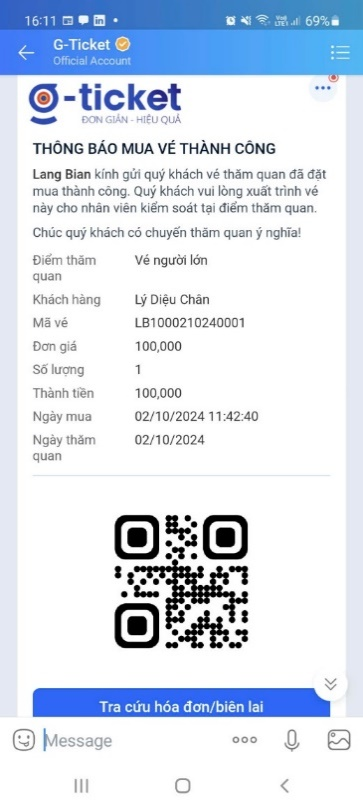 16:11
69%
G-Ticket
Official Account
g-ticket
ĐƠN GIẢN - HIỆU QUẢ
THÔNG BÁO MUA VÉ THÀNH CÔNG
Lang Bian kính gửi quý khách vé thăm quan đã đặt
mua thành công. Quý khách vui lòng xuất trình vé
này cho nhân viên kiểm soát tại điểm thăm quan.
Chúc quý khách có chuyến thăm quan ý nghĩa!
Điểm thăm Vé người lớn
quan
Khách hàng Lý Diệu Chân
Mã vé LB1000210240001
Đơn giá 100,000
Số lượng 1
Thành tiền 100,000
Ngày mua 02/10/2024 11:42:40
Ngày thăm 02/10/2024
quan
Tra cứu hóa đơn/biên lai
Message